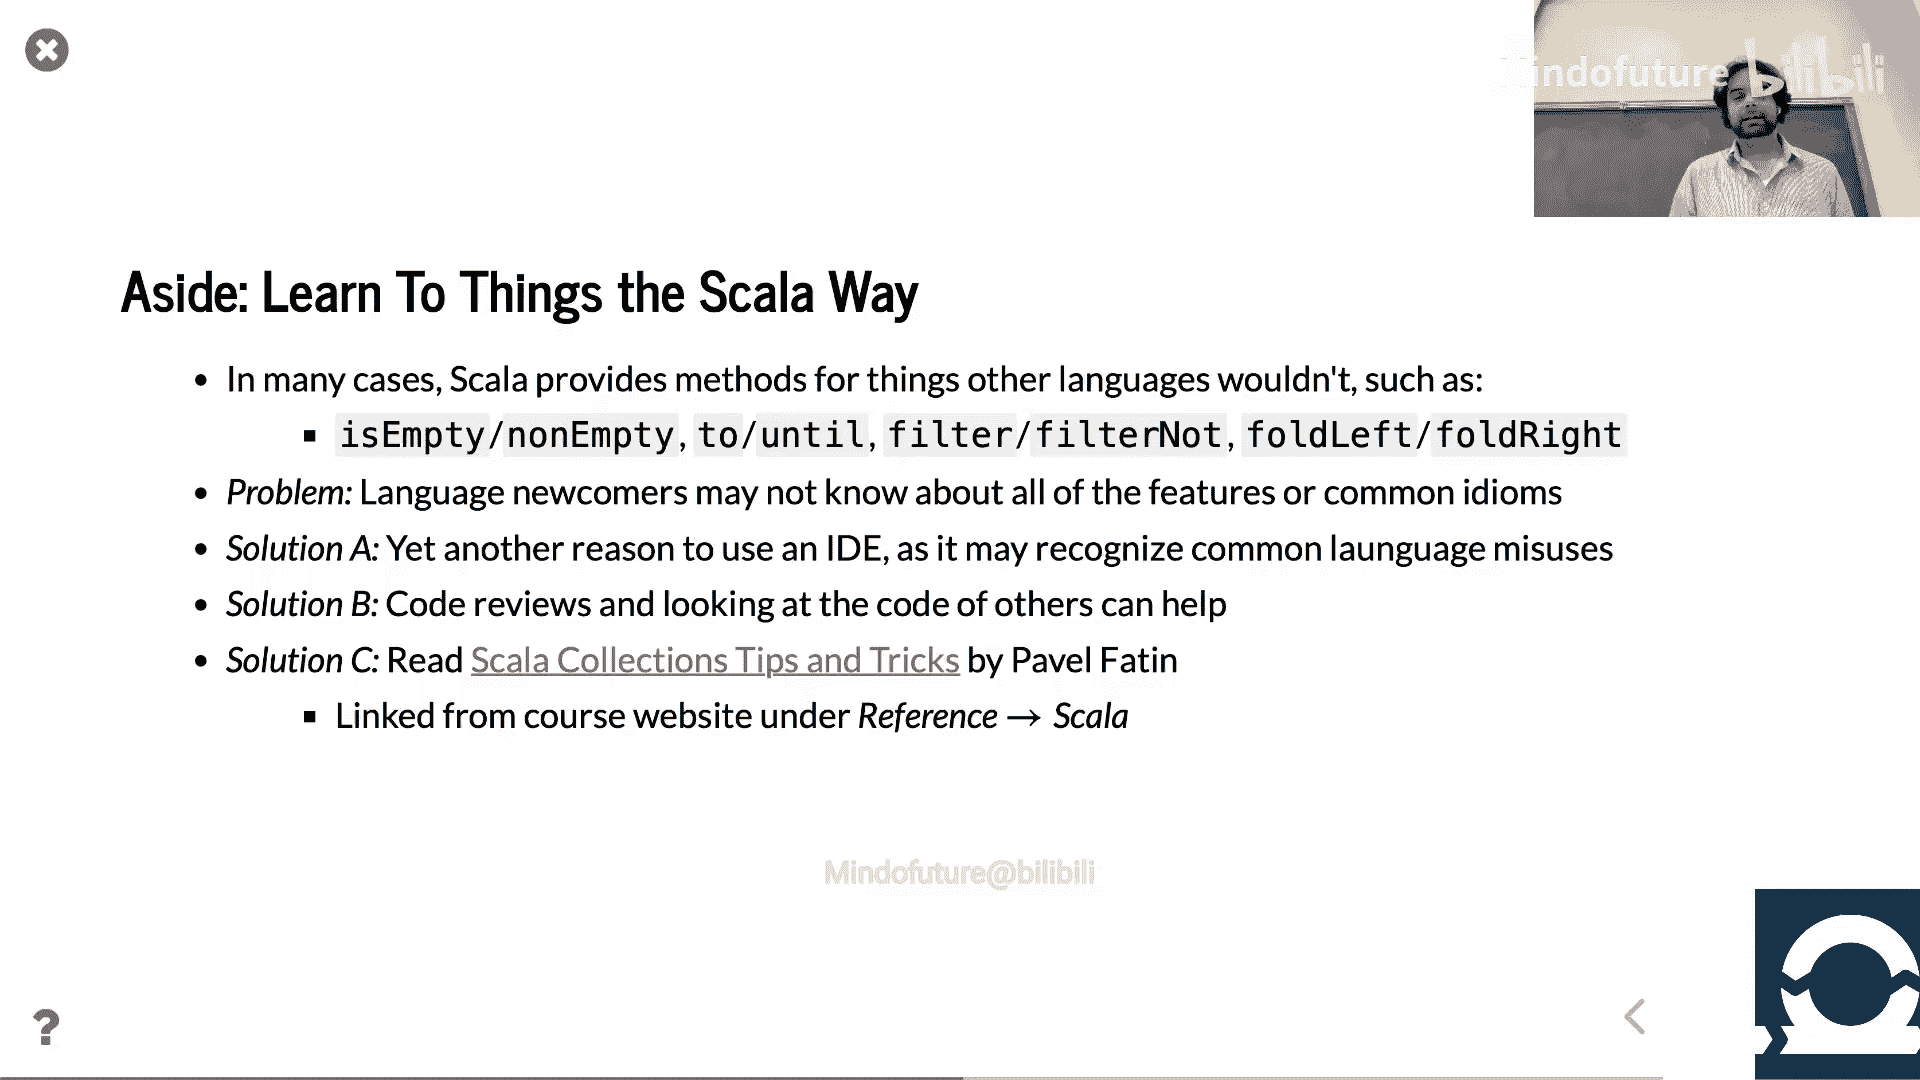 indofuture bilibili
Aside: Learn To Things the Scala Way
• In many cases, Scala provides methods for things other languages wouldn't, such as:
▪ isEmpty/nonEmpty, to/until, filter/filterNot, foldLeft/foldRight
• Problem: Language newcomers may not know about all of the features or common idioms
• Solution A: Yet another reason to use an IDE, as it may recognize common launguage misuses
• Solution B: Code reviews and looking at the code of others can help
• Solution C: Read Scala Collections Tips and Tricks by Pavel Fatin
▪ Linked from course website under Reference → Scala
Mindofuture@bilibili
?